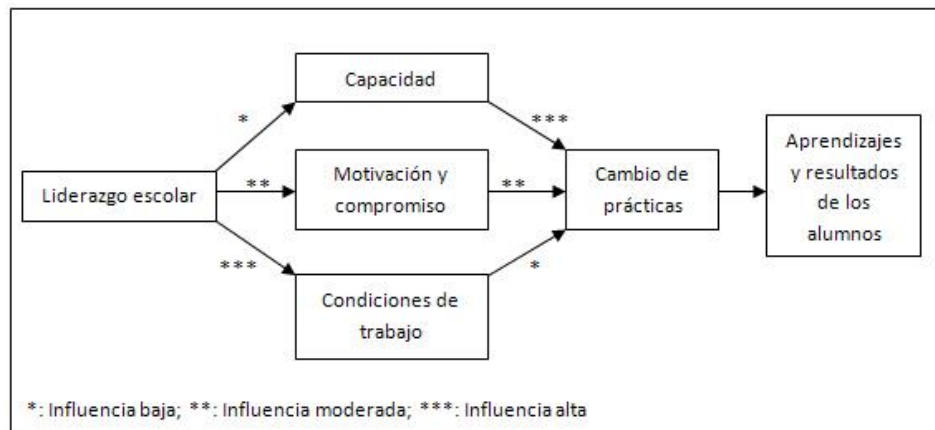 Capacidad
*
***
Liderazgo escolar
**
Motivación y
compromiso
**
Cambio de
prácticas
Aprendizajes
y resultados
de los
alumnos
***
*
Condiciones de
trabajo
*: Influencia baja; **: Influencia moderada; ***: Influencia alta